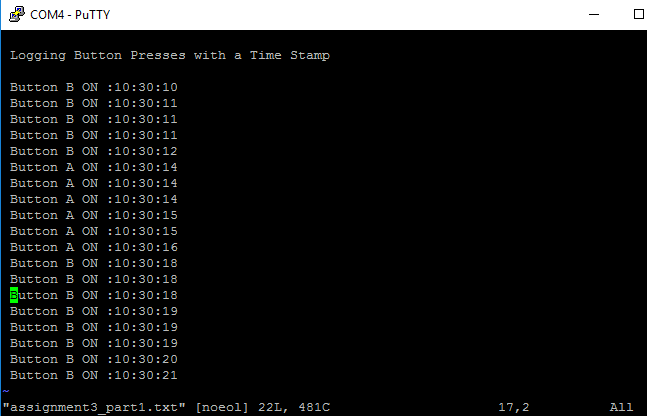 COM4 - PuTTY
Logging Button Presses with a Time Stamp
Button B ON :10:30:10
Button B ON :10:30:11
Button B ON :10:30:11
Button B ON :10:30:11
Button B ON :10:30:12
Button A ON :10:30:14
Button A ON :10:30:14
Button A ON :10:30:14
Button A ON :10:30:15
Button A ON :10:30:15
Button A ON :10:30:16
Button B ON :10:30:18
Button B ON :10:30:18
Button B ON :10:30:18
Button B ON :10:30:19
Button B ON :10:30:19
Button B ON :10:30:19
Button B ON :10:30:20
Button B ON :10:30:21
~
"assignment3_part1.txt" [noeol] 22L, 481C 17,2 All